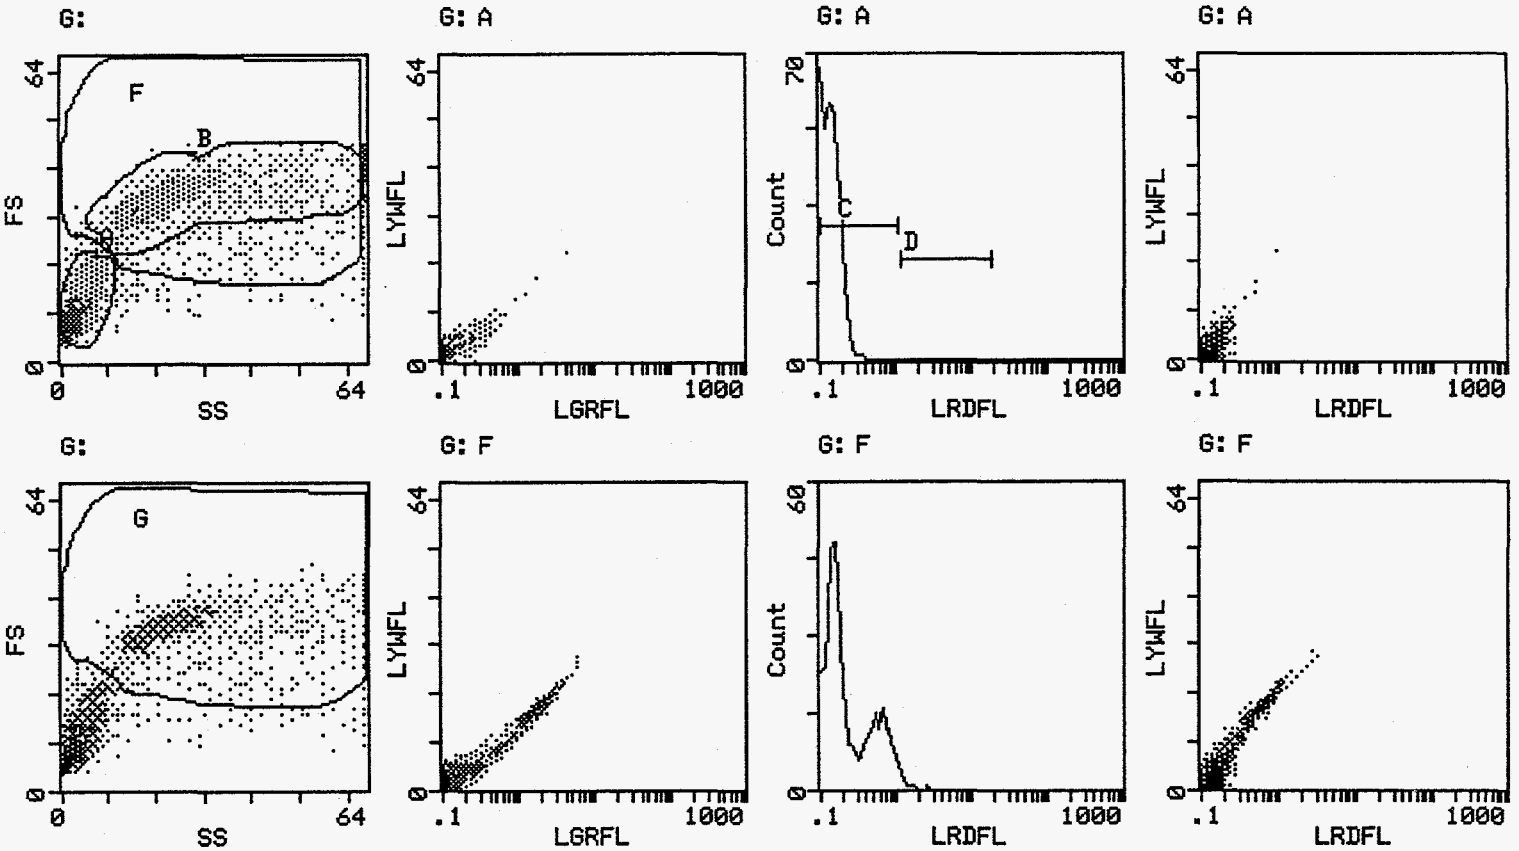 G:
G: A
G: A
G: A
64
F
B
A
FS
0
0
64
SS
64
LYWFL
0
.1
1000
LGRFL
70
Count
C
D
0
.1
1000
LRDFL
64
LYWFL
0
.1
1000
LRDFL
G:
G: F
G: F
G: F
64
G
FS
0
0
64
SS
64
LYWFL
0
.1
1000
LGRFL
60
Count
0
.1
1000
LRDFL
64
LYWFL
0
.1
1000
LRDFL